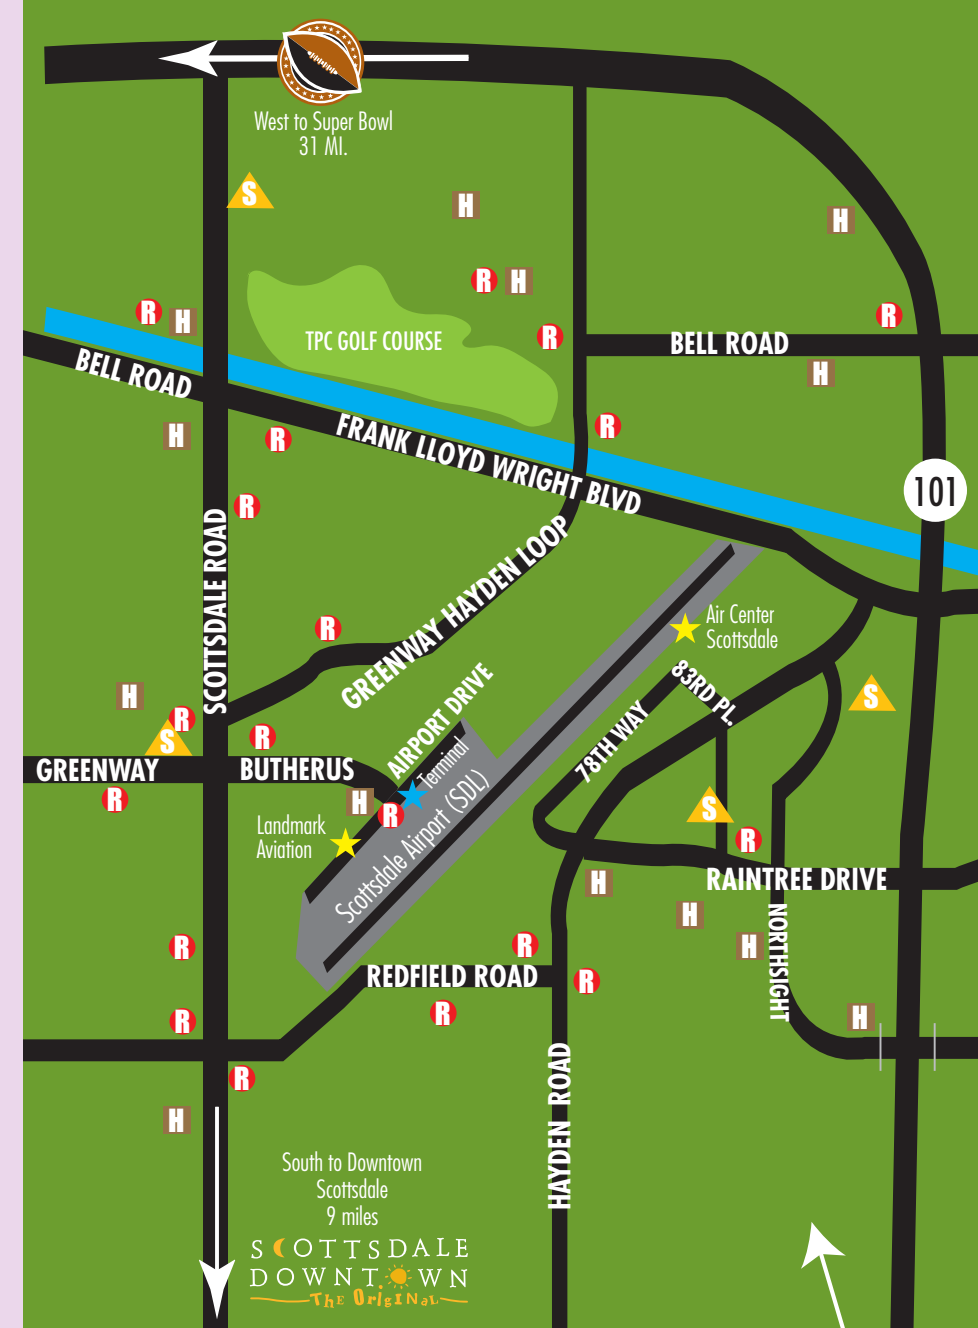 West to Super Bowl
31 MI.
S
H
H
R
H
R
H
R
TPC GOLF COURSE
R
R
BELL ROAD
BELL ROAD
H
H
R
R
FRANK LLOYD WRIGHT BLVD
101
R
SCOTTSDALE ROAD
GREENWAY HAYDEN LOOP
R
Air Center
Scottsdale
83RD PL.
H
R
S
S
R
AIRPORT DRIVE
78TH WAY
GREENWAY
BUTHERUS
Terminal
R
H
R
S
R
Landmark
Aviation
Scottsdale Airport (SDL)
RAINTREE DRIVE
H
H
H
NORTHSIGHT
R
R
REDFIELD ROAD
R
R
R
H
R
H
HAYDEN ROAD
South to Downtown
Scottsdale
9 miles
SCOTTSDALE
DOWNTOWN
The OrigINal